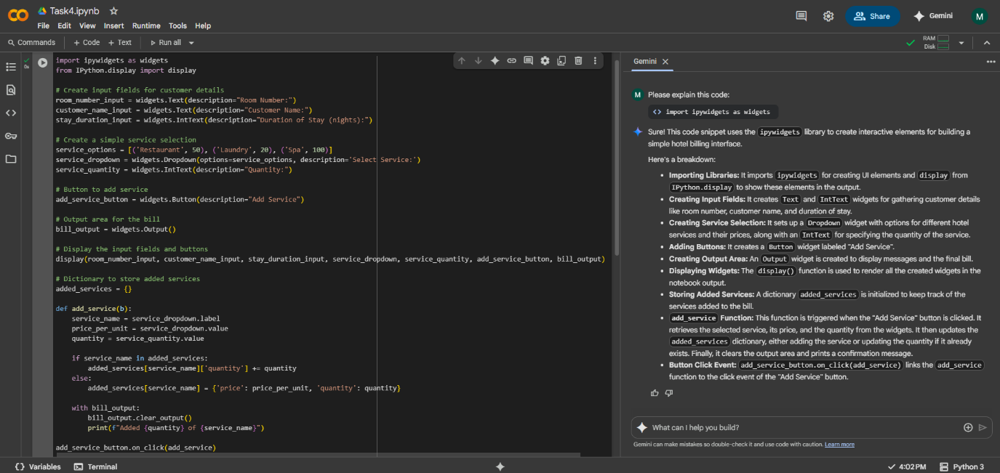 Task4.ipynb
File Edit View Insert Runtime Tools Help
Share
Gemini
M
Commands + Code + Text Run all
RAM
Disk
0s
import ipywidgets as widgets
from IPython.display import display
# Create input fields for customer details
room_number_input = widgets.Text(description="Room Number:")
customer_name_input = widgets.Text(description="Customer Name:")
stay_duration_input = widgets.IntText(description="Duration of Stay (nights):")
# Create a simple service selection
service_options = [('Restaurant', 50), ('Laundry', 20), ('Spa', 100)]
service_dropdown = widgets.Dropdown(options=service_options, description='Select Service:')
service_quantity = widgets.IntText(description="Quantity:")
# Button to add service
add_service_button = widgets.Button(description="Add Service")
# Output area for the bill
bill_output = widgets.Output()
# Display the input fields and buttons
display(room_number_input, customer_name_input, stay_duration_input, service_dropdown, service_quantity, add_service_button, bill_output)
# Dictionary to store added services
added_services = {}
def add_service(b):
    service_name = service_dropdown.label
    price_per_unit = service_dropdown.value
    quantity = service_quantity.value
    if service_name in added_services:
        added_services[service_name]['quantity'] += quantity
    else:
        added_services[service_name] = {'price': price_per_unit, 'quantity': quantity}
    with bill_output:
        bill_output.clear_output()
        print(f"Added {quantity} of {service_name}")
add_service_button.on_click(add_service)
Gemini
M Please explain this code:
<> import ipywidgets as widgets
Sure! This code snippet uses the ipywidgets library to create interactive elements for building a
simple hotel billing interface.
Here's a breakdown:
• Importing Libraries: It imports ipywidgets for creating UI elements and display from
IPython.display to show these elements in the output.
• Creating Input Fields: It creates Text and IntText widgets for gathering customer details
like room number, customer name, and duration of stay.
• Creating Service Selection: It sets up a Dropdown widget with options for different hotel
services and their prices, along with an IntText for specifying the quantity of the service.
• Adding Buttons: It creates a Button widget labeled "Add Service".
• Creating Output Area: An Output widget is created to display messages and the final bill.
• Displaying Widgets: The display() function is used to render all the created widgets in the
notebook output.
• Storing Added Services: A dictionary added_services is initialized to keep track of the
services added to the bill.
• add_service Function: This function is triggered when the "Add Service" button is clicked. It
retrieves the selected service, its price, and the quantity from the widgets. It then updates the
added_services dictionary, either adding the service or updating the quantity if it already
exists. Finally, it clears the output area and prints a confirmation message.
• Button Click Event: add_service_button.on_click(add_service) links the add_service
function to the click event of the "Add Service" button.
What can I help you build?
Gemini can make mistakes so double-check it and use code with caution. Learn more
{} Variables Terminal
4:02 PM Python 3